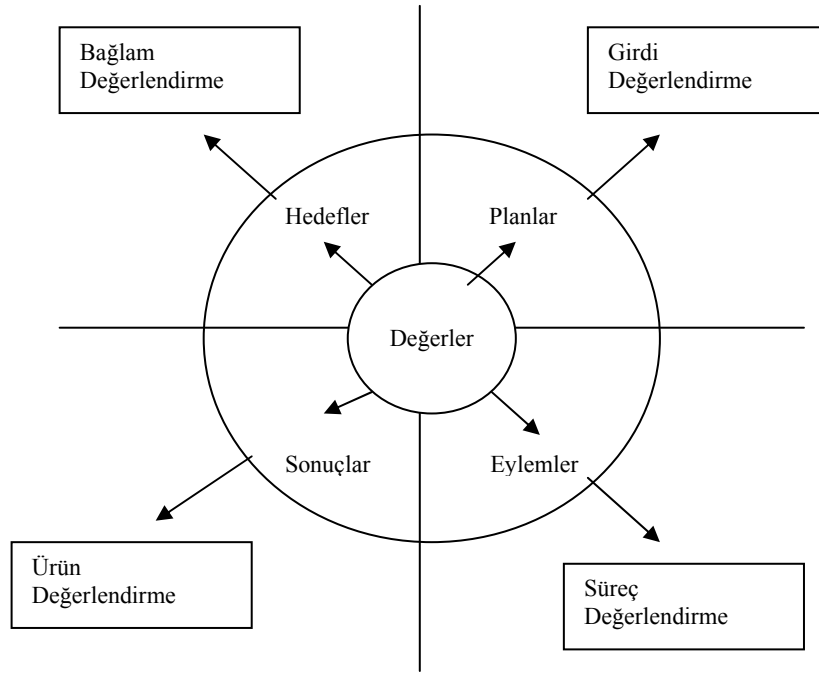 Bağlam
Değerlendirme
Girdi
Değerlendirme
Hedefler
Planlar
Değerler
Sonuçlar
Eylemler
Ürün
Değerlendirme
Süreç
Değerlendirme